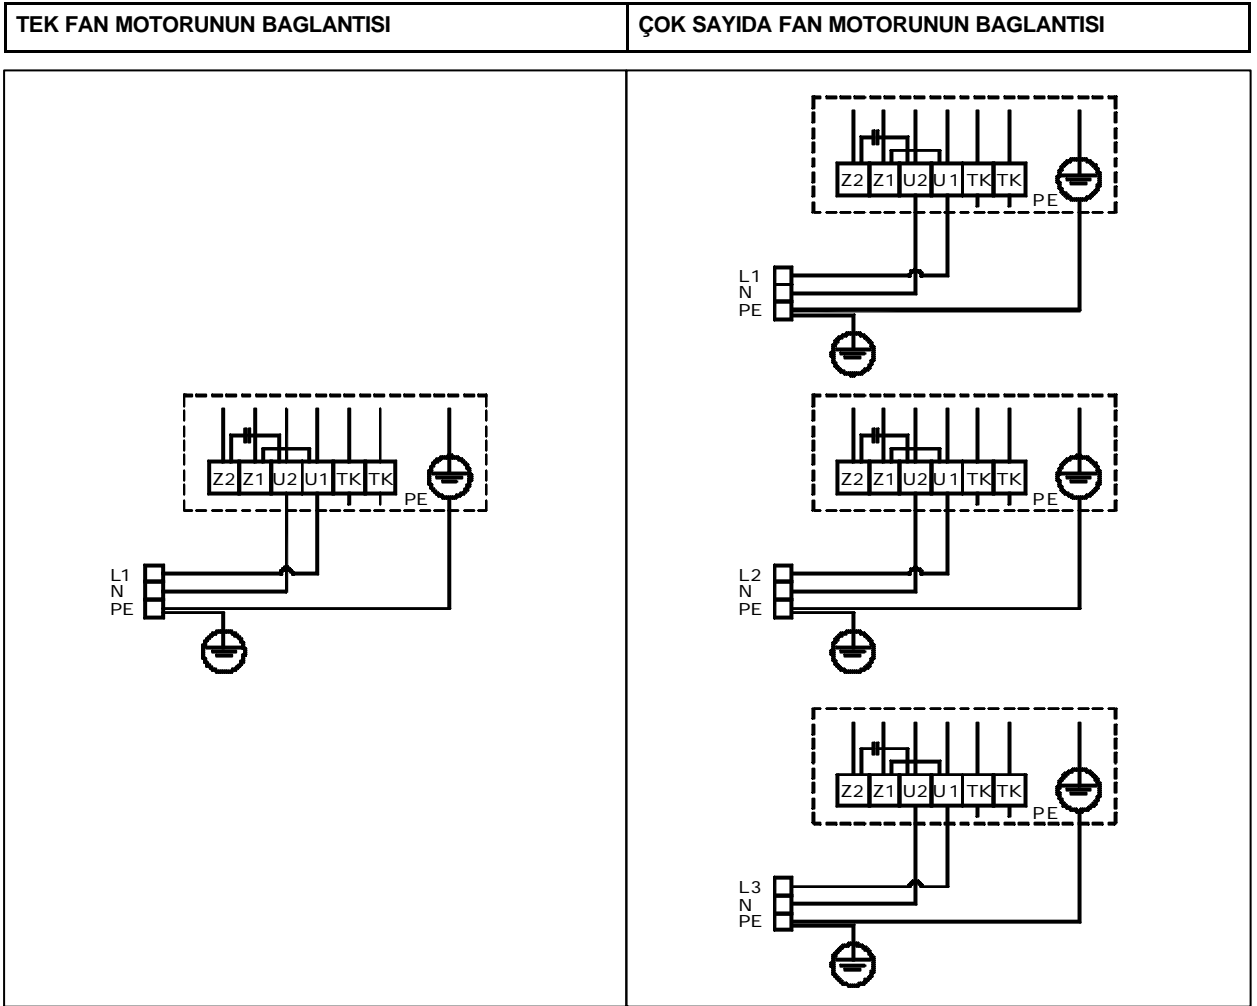 TEK FAN MOTORUNUN BAGLANTISI
ÇOK SAYIDA FAN MOTORUNUN BAGLANTISI
Z2 Z1 U2 U1 TK TK
PE
L1
N
PE
Z2 Z1 U2 U1 TK TK
PE
L1
N
PE
Z2 Z1 U2 U1 TK TK
PE
L2
N
PE
Z2 Z1 U2 U1 TK TK
PE
L3
N
PE